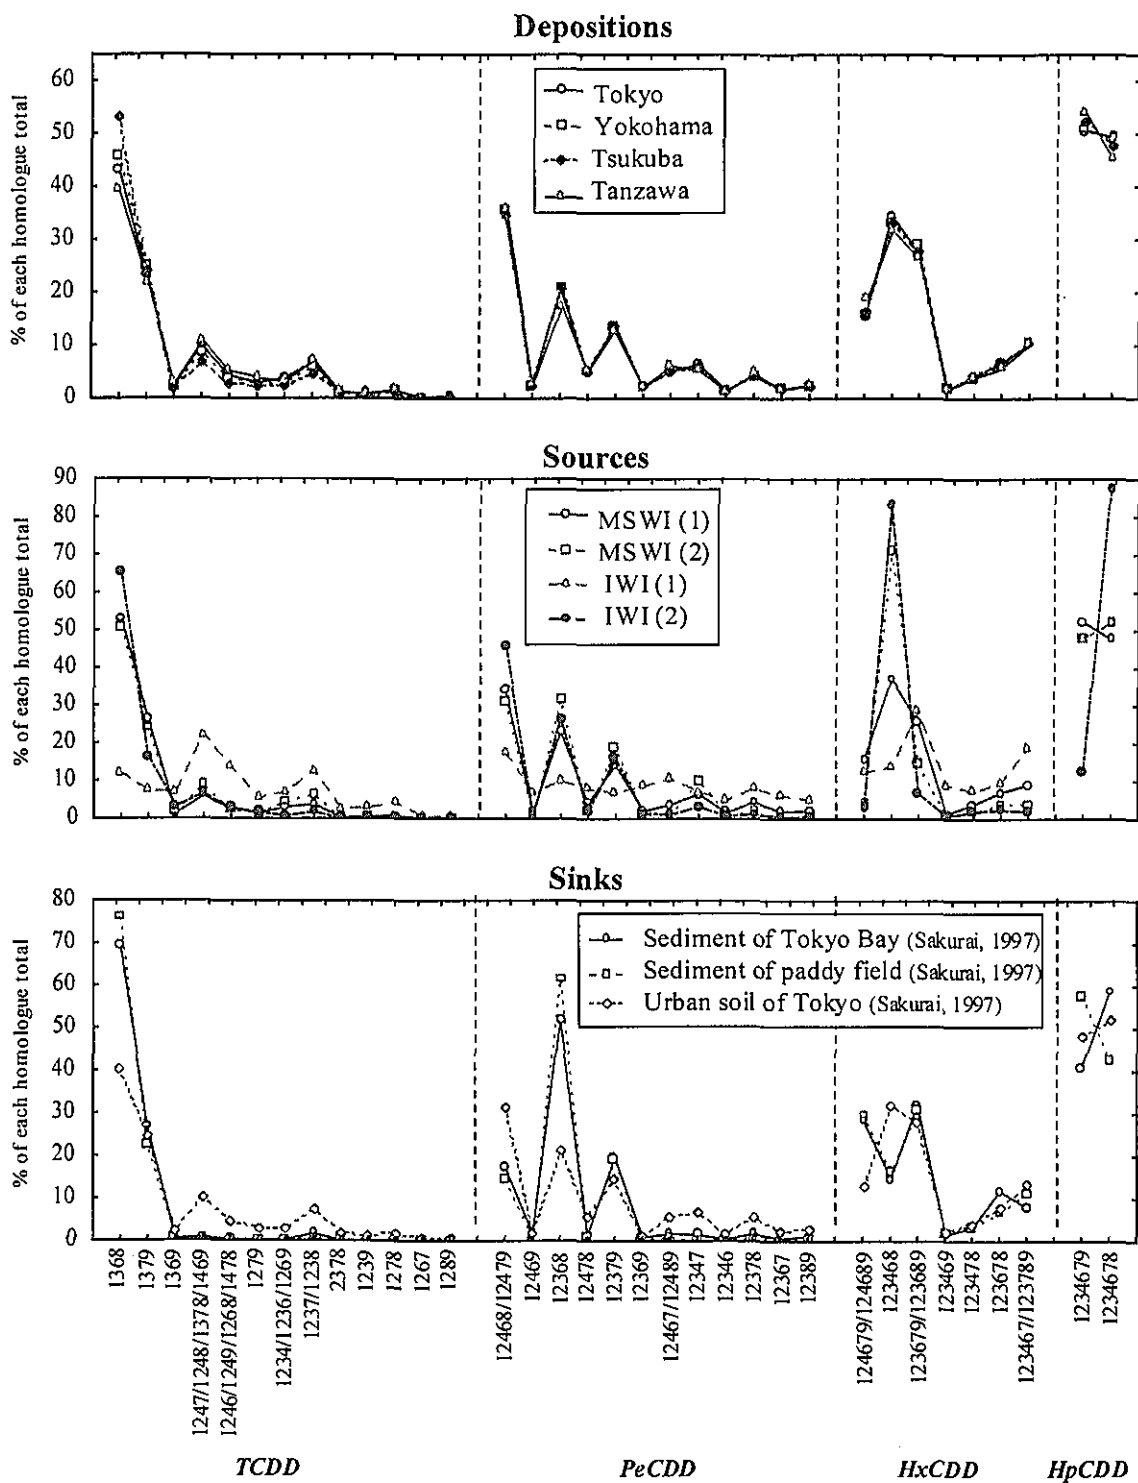 Depositions
% of each homologue total
60
50
40
30
20
10
0
Tokyo
Yokohama
Tsukuba
Tanzawa
Sources
% of each homologue total
90
80
70
60
50
40
30
20
10
0
MSWI (1)
MSWI (2)
IWI (1)
IWI (2)
Sinks
% of each homologue total
80
70
60
50
40
30
20
10
0
Sediment of Tokyo Bay (Sakurai, 1997)
Sediment of paddy field (Sakurai, 1997)
Urban soil of Tokyo (Sakurai, 1997)
1368
1379
1369
1247/1248/1378/1469
1246/1249/1268/1478
1279
1234/1236/1269
1237/1238
2378
1239
1278
1267
1289
12468/12479
12469
12368
12478
12379
12369
12467/12489
12347
12346
12378
12367
12389
124679/124689
123468
123679/123689
123469
123478
123678
123467/123789
1234679
1234678
TCDD
PeCDD
HxCDD
HpCDD